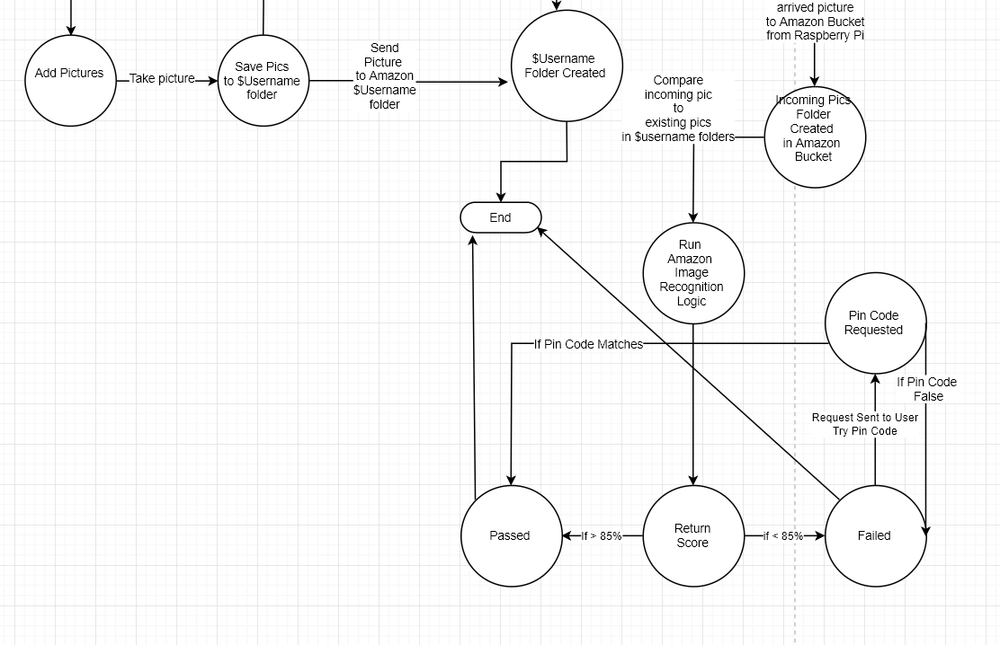 arrived picture
to Amazon Bucket
from Raspberry Pi
Add Pictures
Take picture
Save Pics
to $Username
folder
Send
Picture
to Amazon
$Username
folder
$Username
Folder Created
Compare
incoming pic
to
existing pics
in $username folders
Incoming Pics
Folder
Created
in Amazon
Bucket
End
Run
Amazon
Image
Recognition
Logic
Pin Code
Requested
If Pin Code Matches
If Pin Code
False
Request Sent to User
Try Pin Code
Passed
If > 85%
Return
Score
if < 85%
Failed